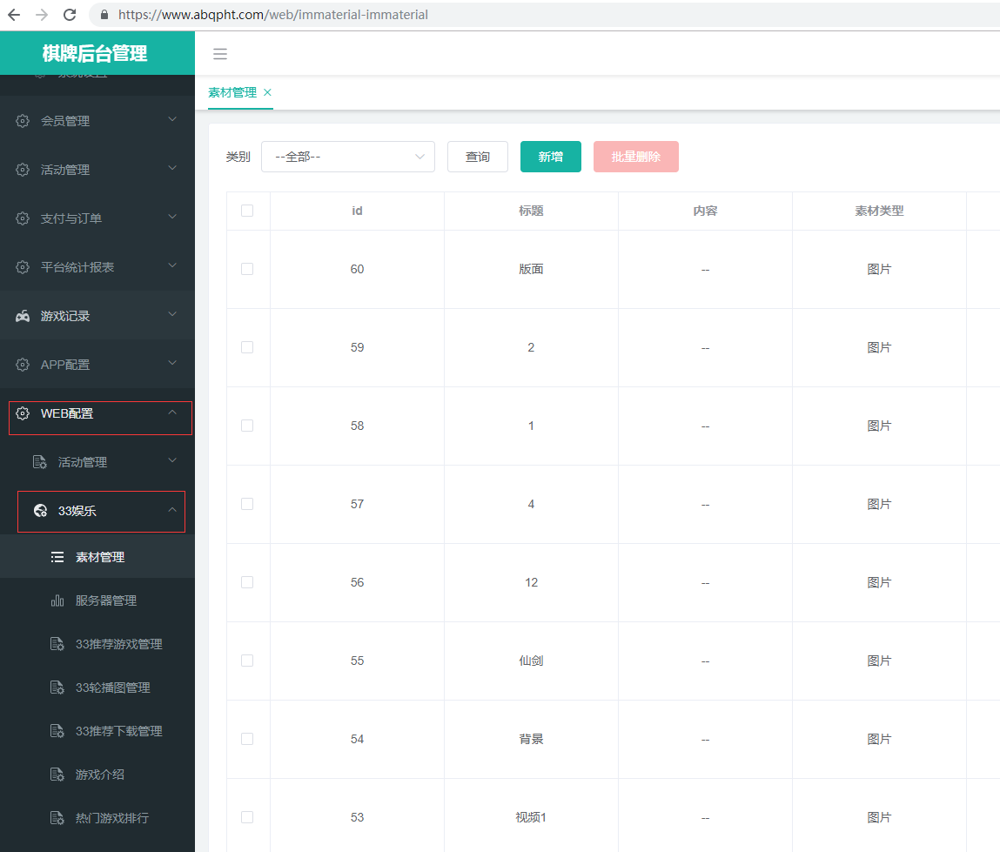 https://www.abqpht.com/web/immaterial-immaterial
棋牌后台管理
系统设置
会员管理
活动管理
支付与订单
平台统计报表
游戏记录
APP配置
WEB配置
活动管理
33娱乐
素材管理
服务器管理
33推荐游戏管理
33轮播图管理
33推荐下载管理
游戏介绍
热门游戏排行
素材管理 ×
类别 --全部-- 查询 新增 批量删除
id 标题 内容 素材类型
60 版面 -- 图片
59 2 -- 图片
58 1 -- 图片
57 4 -- 图片
56 12 -- 图片
55 仙剑 -- 图片
54 背景 -- 图片
53 视频1 -- 图片